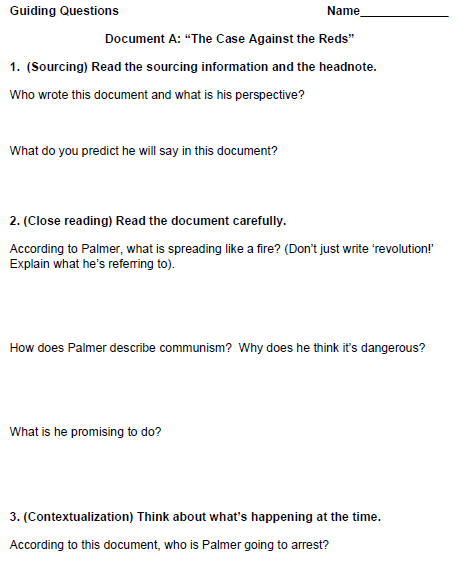 Guiding Questions Name_____________
Document A: “The Case Against the Reds”
1. (Sourcing) Read the sourcing information and the headnote.
Who wrote this document and what is his perspective?
What do you predict he will say in this document?
2. (Close reading) Read the document carefully.
According to Palmer, what is spreading like a fire? (Don’t just write ‘revolution!’
Explain what he’s referring to).
How does Palmer describe communism? Why does he think it’s dangerous?
What is he promising to do?
3. (Contextualization) Think about what’s happening at the time.
According to this document, who is Palmer going to arrest?